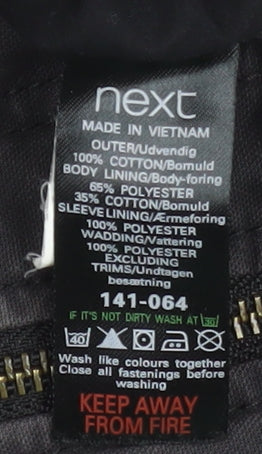 next
MADE IN VIETNAM
OUTER/Udvendig
100% COTTON/Bomuld
BODY LINING/Body-foring
65% POLYESTER
35% COTTON/Bomuld
SLEEVE LINING/Ærmeforing
100% POLYESTER
WADDING/Vattering
100% POLYESTER
EXCLUDING
TRIMS/Undtagen
besætning
141-064
IF IT'S NOT DIRTY WASH AT 30
40
Wash like colours together
Close all fastenings before
washing
KEEP AWAY
FROM FIRE